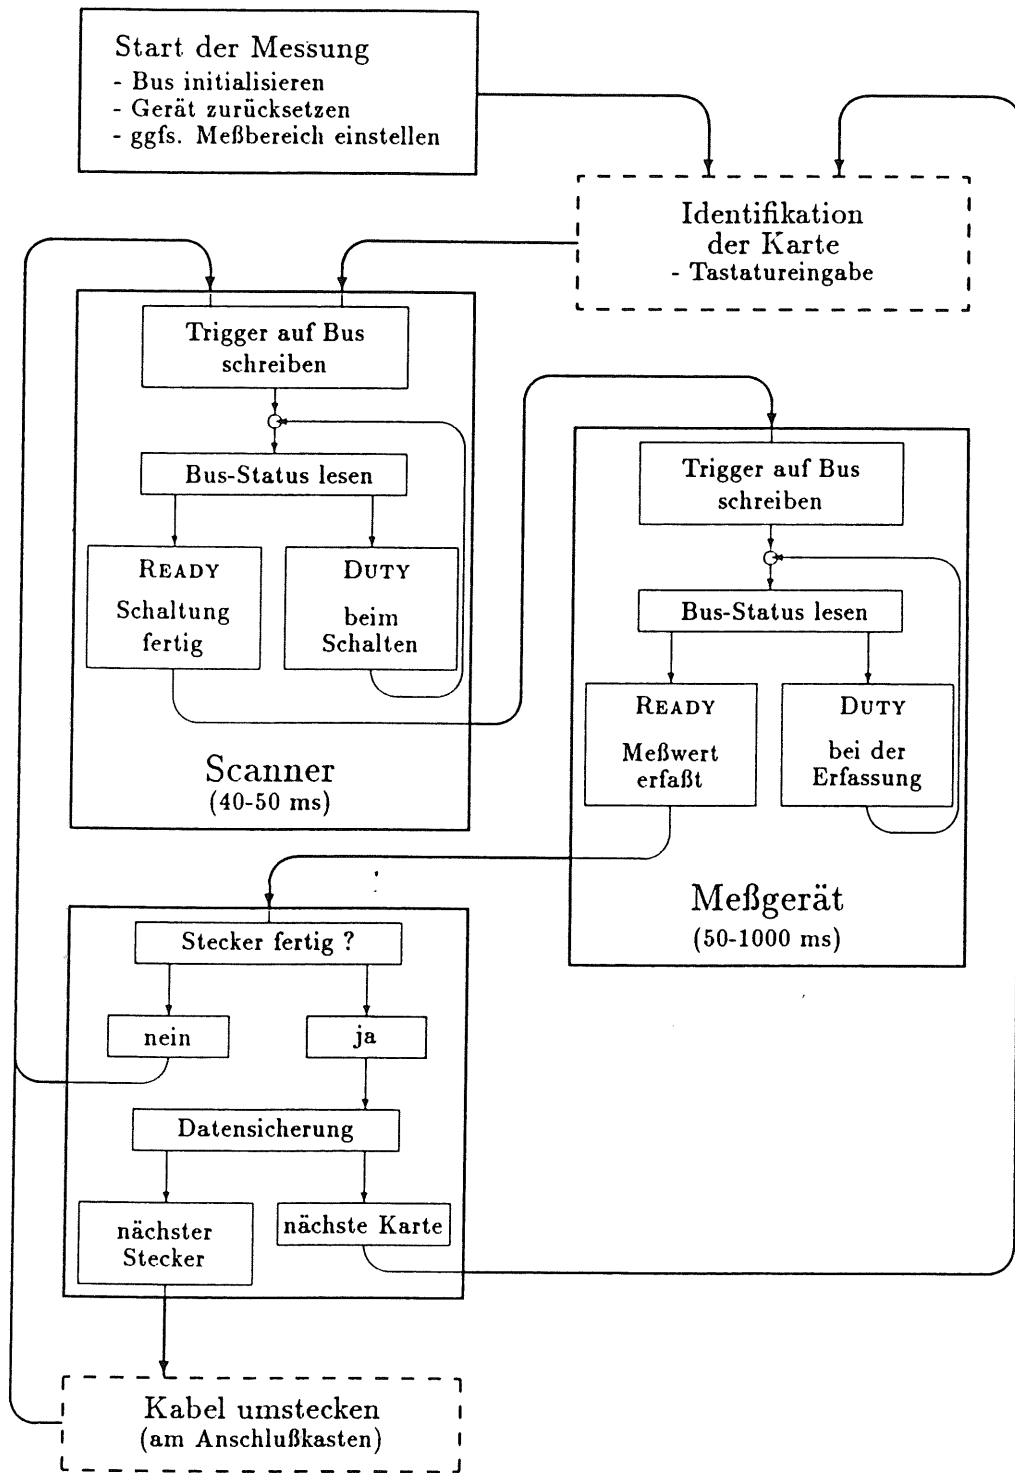 Start der Messung
- Bus initialisieren
- Gerät zurücksetzen
- ggfs. Meßbereich einstellen
Identifikation
der Karte
- Tastatureingabe
Trigger auf Bus
schreiben
Bus-Status lesen
READY
Schaltung
fertig
DUTY
beim
Schalten
Scanner
(40-50 ms)
Trigger auf Bus
schreiben
Bus-Status lesen
READY
Meßwert
erfaßt
DUTY
bei der
Erfassung
Meßgerät
(50-1000 ms)
Stecker fertig ?
nein
ja
Datensicherung
nächster
Stecker
nächste Karte
Kabel umstecken
(am Anschlußkasten)